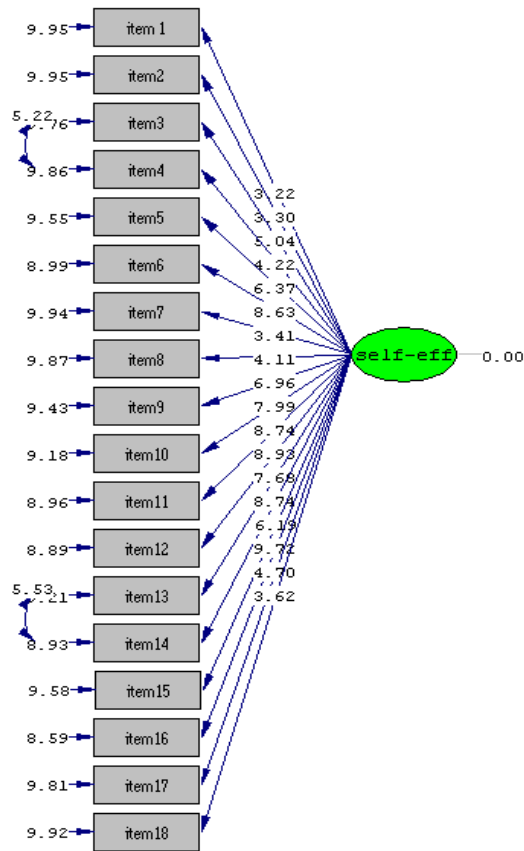 9.95 item 1
9.95 item2
5.22 .76 item3
9.86 item4
9.55 item5
8.99 item6
9.94 item7
9.87 item8
9.43 item9
9.18 item10
8.96 item11
8.89 item12
5.53 .21 item13
8.93 item14
9.58 item15
8.59 item16
9.81 item17
9.92 item18
3.22
3.30
5.04
4.22
6.37
8.63
3.41
4.11
6.96
7.99
8.74
8.93
7.68
8.74
6.19
9.72
4.70
3.62
self-eff 0.00